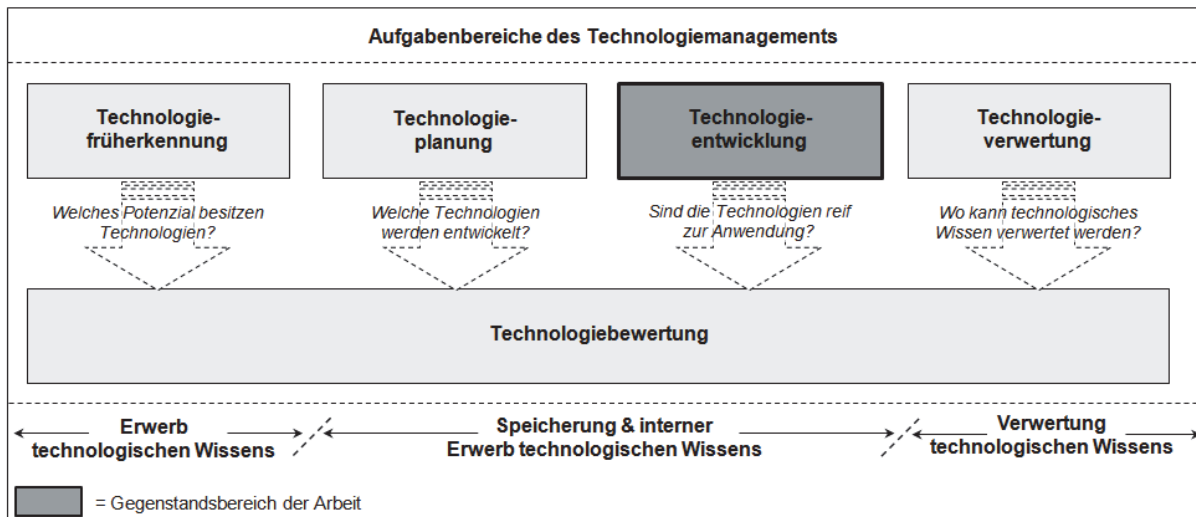 Aufgabenbereiche des Technologiemanagements
Technologie-
früherkennung
Technologie-
planung
Technologie-
entwicklung
Technologie-
verwertung
Welches Potenzial besitzen
Technologien?
Welche Technologien
werden entwickelt?
Sind die Technologien reif
zur Anwendung?
Wo kann technologisches
Wissen verwertet werden?
Technologiebewertung
Erwerb
technologischen Wissens
Speicherung & interner
Erwerb technologischen Wissens
Verwertung
technologischen Wissens
= Gegenstandsbereich der Arbeit